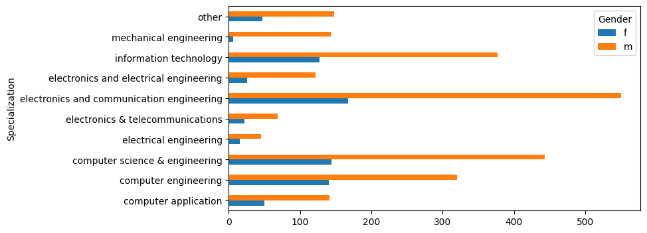 other
mechanical engineering
information technology
electronics and electrical engineering
electronics and communication engineering
electronics & telecommunications
electrical engineering
computer science & engineering
computer engineering
computer application
Specialization
0 100 200 300 400 500
Gender
f
m